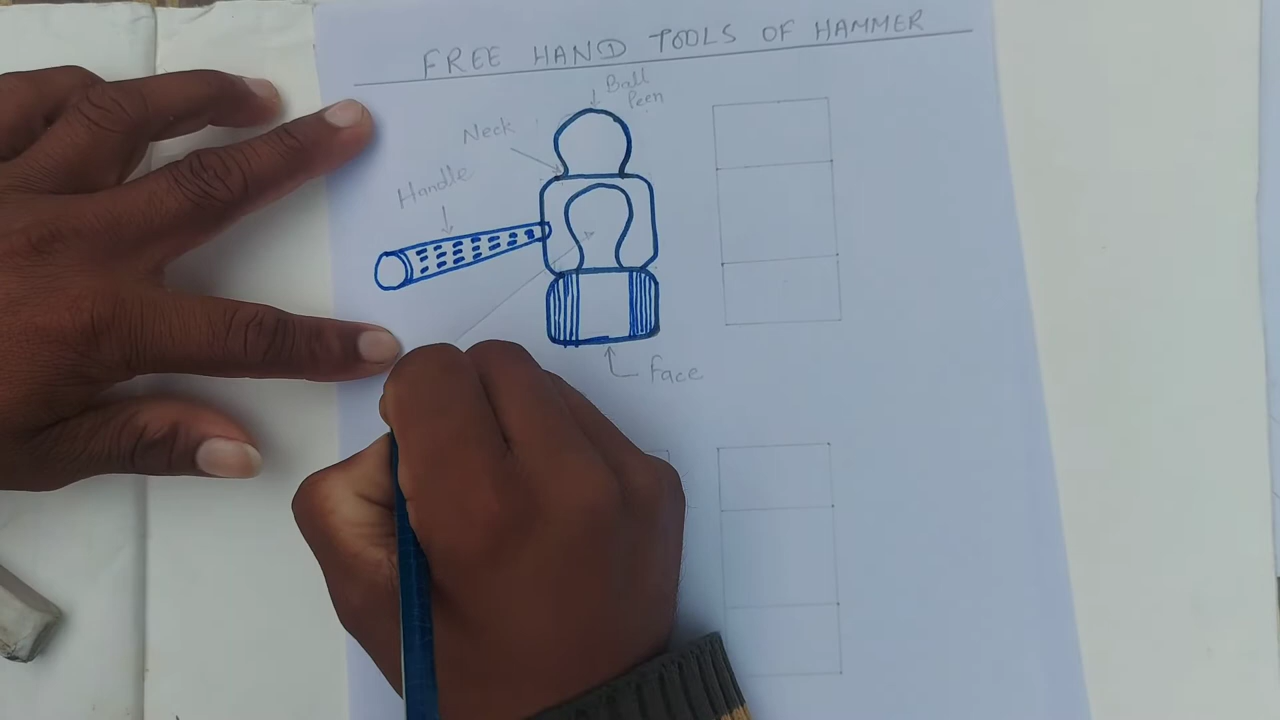 FREE HAND TOOLS OF HAMMER
Ball
Peen
Neck
Handle
Face